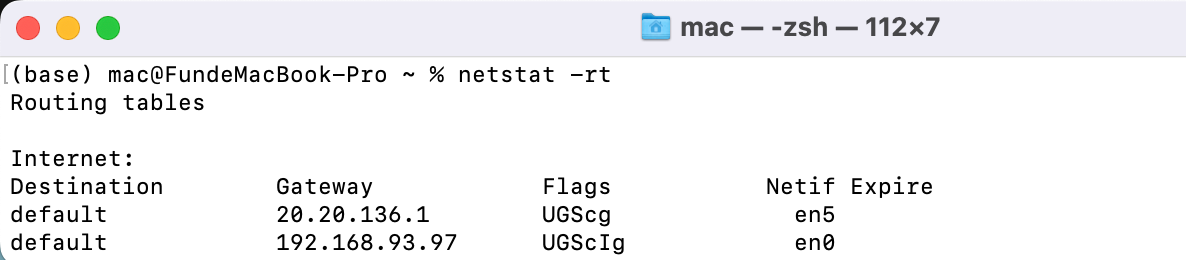 mac — -zsh — 112×7
[(base) mac@FundeMacBook-Pro ~ % netstat -rt
Routing tables
Internet:
Destination Gateway Flags Netif Expire
default 20.20.136.1 UGScg en5
default 192.168.93.97 UGScIg en0